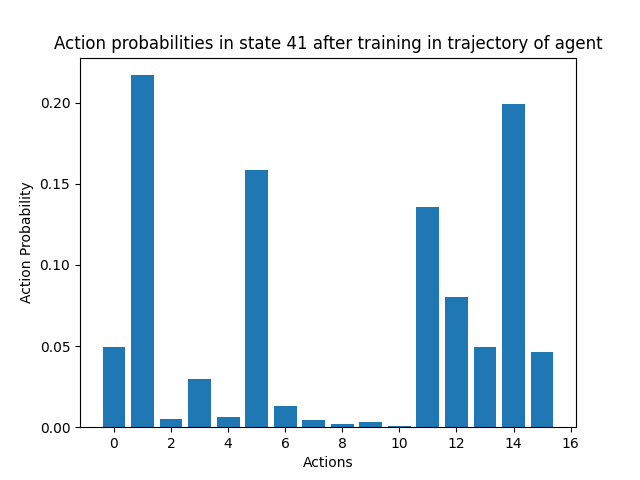 Action probabilities in state 41 after training in trajectory of agent
Action Probability
0.20
0.15
0.10
0.05
0.00
0 2 4 6 8 10 12 14 16
Actions